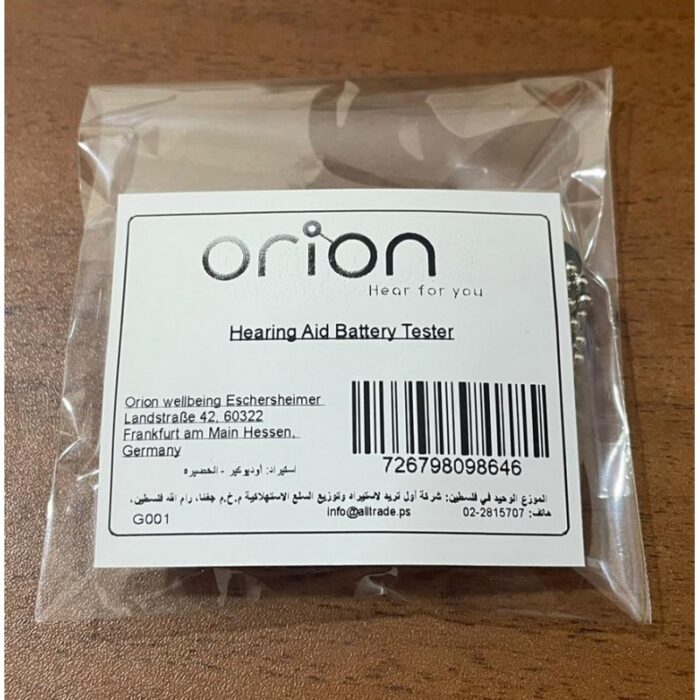 orion
Hear for you
Hearing Aid Battery Tester
Orion wellbeing Eschersheimer
Landstraße 42, 60322
Frankfurt am Main Hessen,
Germany
726798098646
استيراد: أوديوكير - الخضيره
الموزع الوحيد في فلسطين: شركة أول تريد لاستيراد وتوزيع السلع الاستهلاكية م.خ.م جفنا، رام الله فلسطين.
هاتف: 02-2815707 info@alltrade.ps
G001